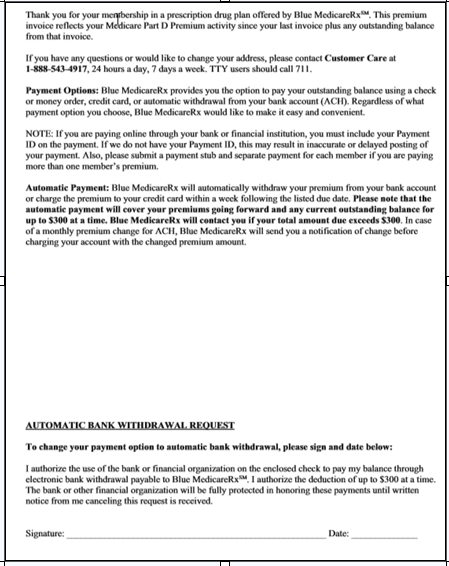 Thank you for your membership in a prescription drug plan offered by Blue MedicareRx℠. This premium
invoice reflects your Medicare Part D Premium activity since your last invoice plus any outstanding balance
from that invoice.
If you have any questions or would like to change your address, please contact Customer Care at
1-888-543-4917, 24 hours a day, 7 days a week. TTY users should call 711.
Payment Options: Blue MedicareRx provides you the option to pay your outstanding balance using a check
or money order, credit card, or automatic withdrawal from your bank account (ACH). Regardless of what
payment option you choose, Blue MedicareRx would like to make it easy and convenient.
NOTE: If you are paying online through your bank or financial institution, you must include your Payment
ID on the payment. If we do not have your Payment ID, this may result in inaccurate or delayed posting of
your payment. Also, please submit a payment stub and separate payment for each member if you are paying
more than one member's premium.
Automatic Payment: Blue MedicareRx will automatically withdraw your premium from your bank account
or charge the premium to your credit card within a week following the listed due date. Please note that the
automatic payment will cover your premiums going forward and any current outstanding balance for
up to $300 at a time. Blue MedicareRx will contact you if your total amount due exceeds $300. In case
of a monthly premium change for ACH, Blue MedicareRx will send you a notification of change before
charging your account with the changed premium amount.
AUTOMATIC BANK WITHDRAWAL REQUEST
To change your payment option to automatic bank withdrawal, please sign and date below:
I authorize the use of the bank or financial organization on the enclosed check to pay my balance through
electronic bank withdrawal payable to Blue MedicareRx℠. I authorize the deduction of up to $300 at a time.
The bank or other financial organization will be fully protected in honoring these payments until written
notice from me canceling this request is received.
Signature: ____________________ Date: __________